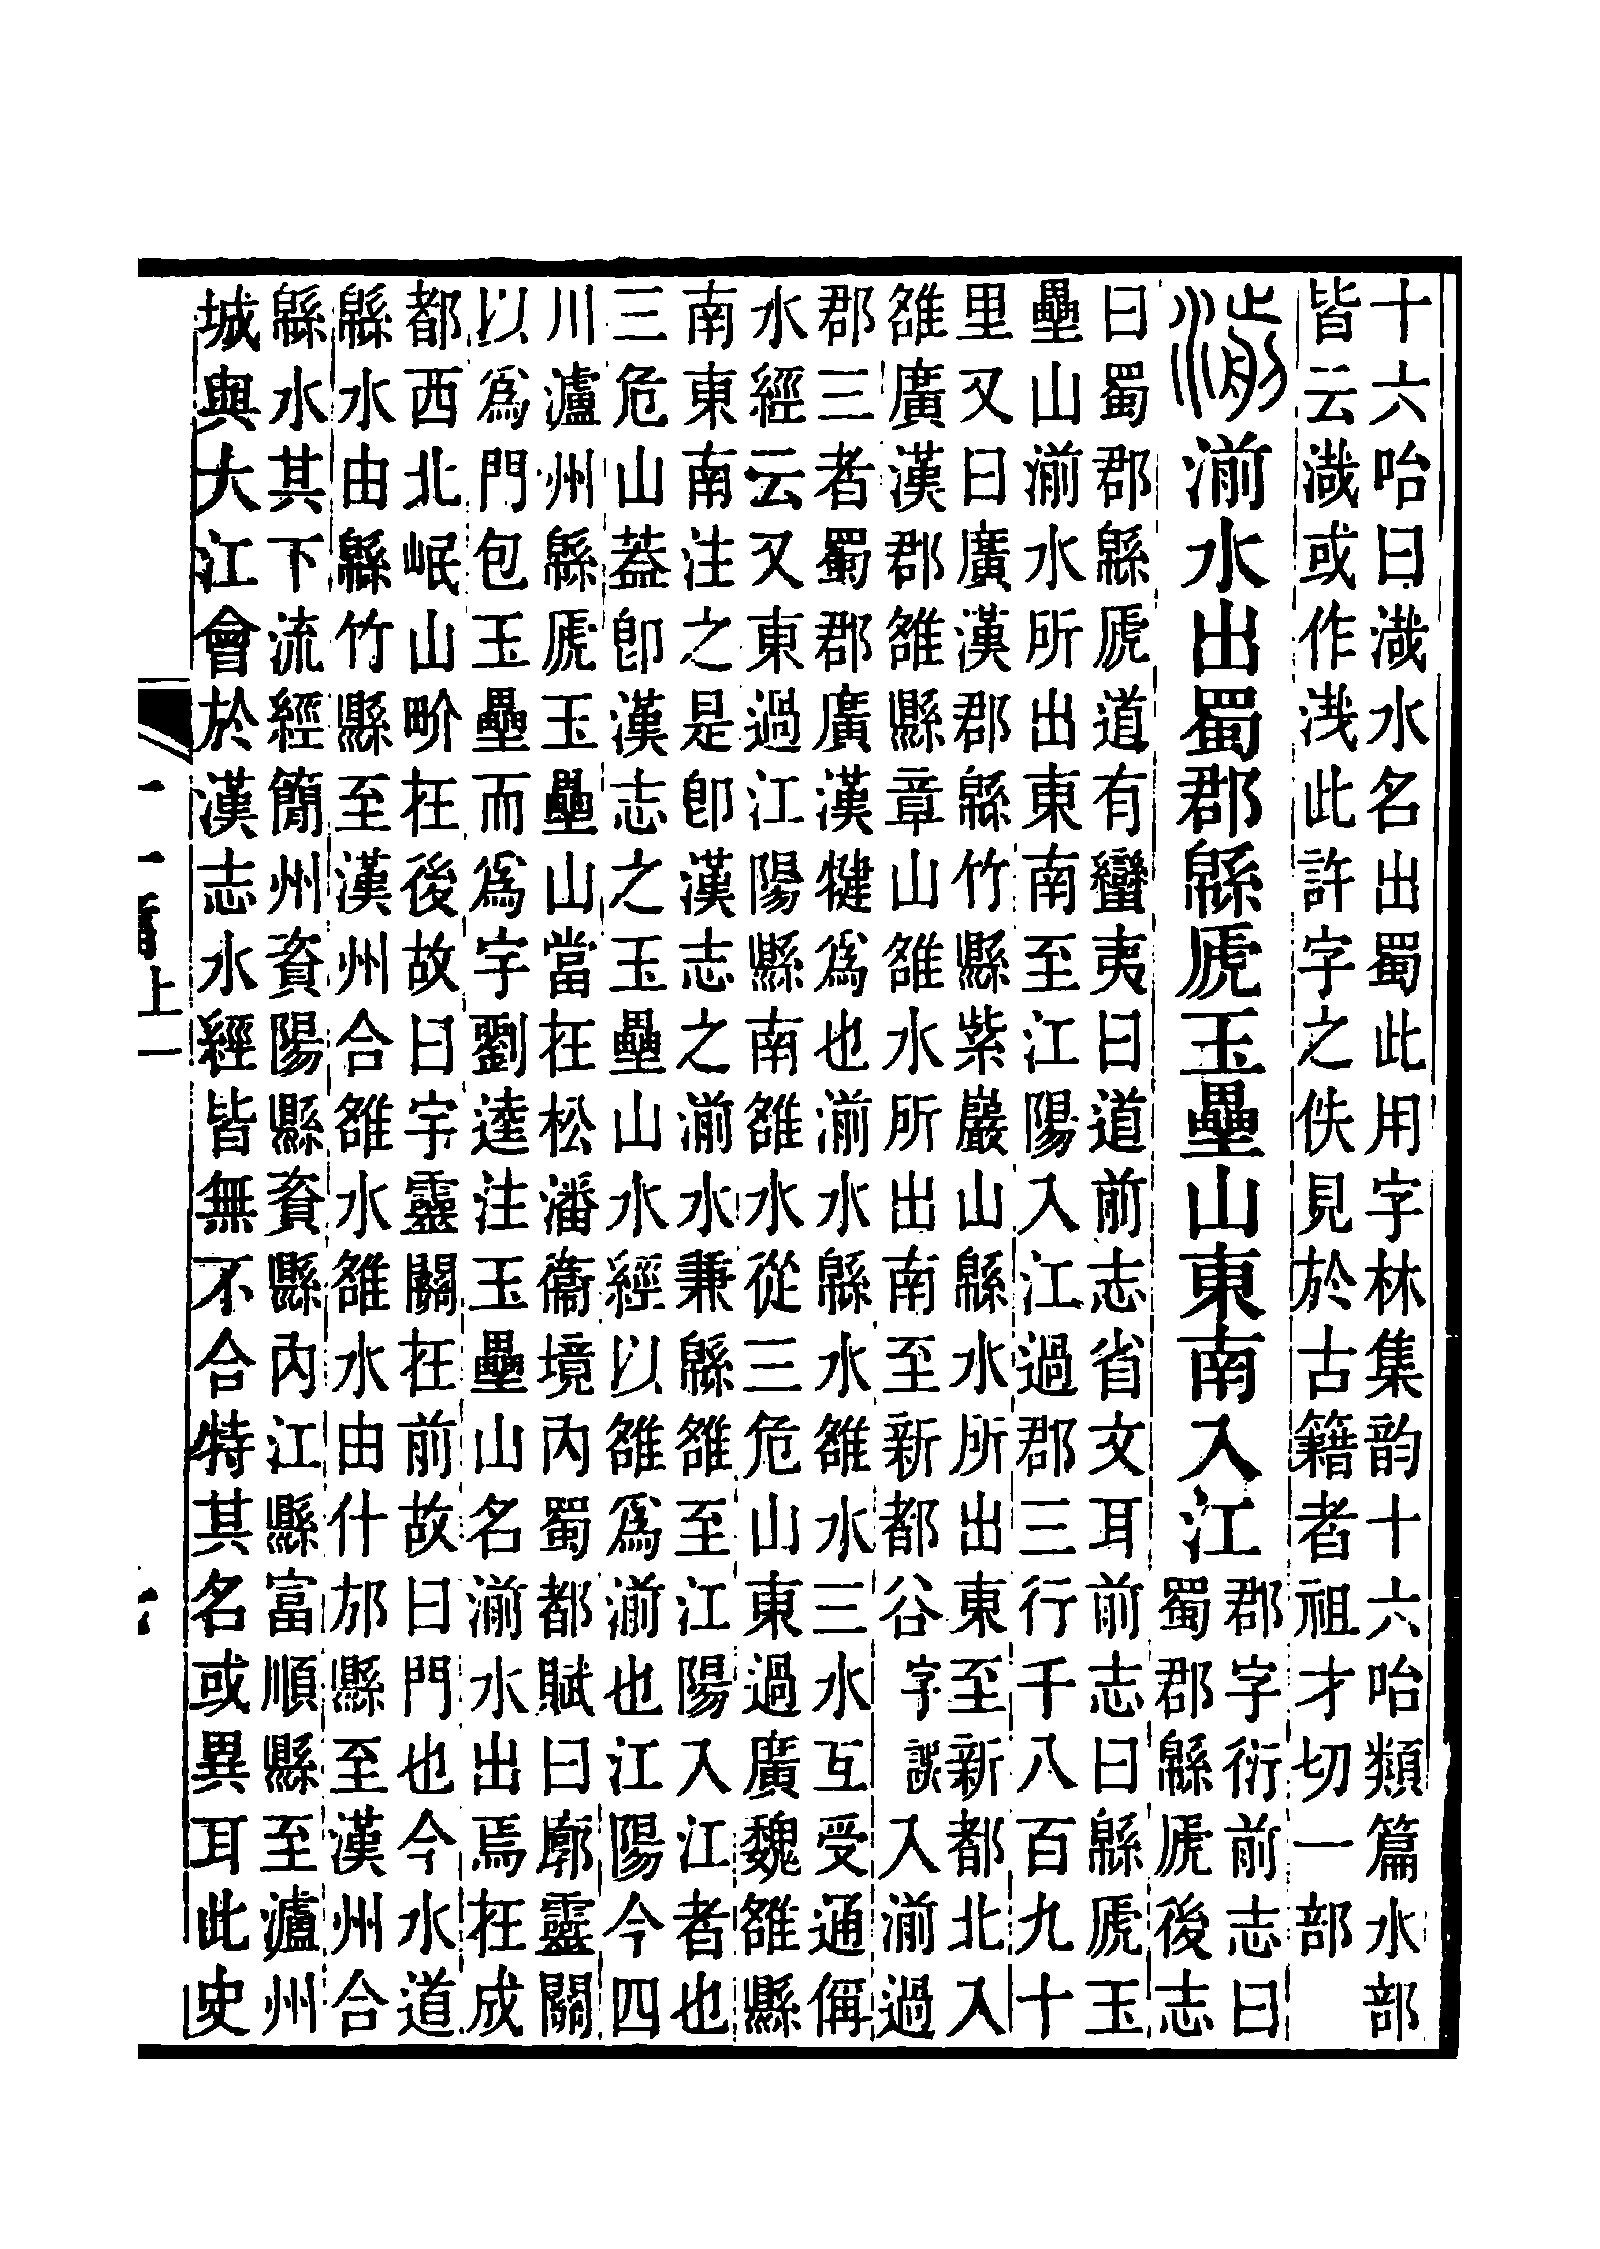 十六咍曰渽水名出蜀此用字林集韵十六咍類篇水部
皆云渽或作此許字之佚見於古籍者祖才切一部
湔湔水出蜀郡緜虒玉壘山東南入江
郡字衍前志曰
蜀郡緜虒後志
曰蜀郡緜虒道有蠻夷曰道前志省文耳前志曰緜虒玉
壘山湔水所出東南至江陽入江過郡三行千八百九十
里又曰廣漢郡緜竹縣紫巖山緜水所出東至新都北入
雒廣漢郡雒縣章山雒水所出南至新都谷字誤入湔過
郡三者蜀郡廣漢犍爲也湔水緜水雒水三水互受通偁
水經云又東過江陽縣南雒水從三危山東過廣魏雒縣
南東南注之是卽漢志之湔水兼緜雒至江陽入江者也
三危山葢卽漢志之玉壘山水經以雒爲湔也江陽今四
川瀘州緜虒玉壘山當在松潘衞境內蜀都賦曰廓靈關
以爲門包玉壘而爲宇劉逵注玉壘山名湔水出焉在成
都西北岷山畍在後故曰宇靈關在前故曰門也今水道
緜水由緜竹縣至漢州合雒水雒水由什邡縣至漢州合
緜水其下流經簡州資陽縣資縣內江縣富順縣至瀘州
城與大江會於漢志水經皆無不合特其名或異耳此史